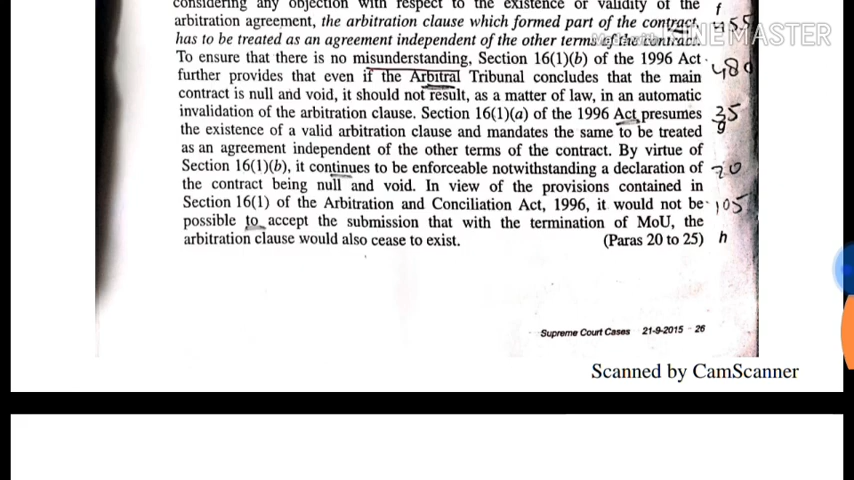 considering any objection with respect to the existence or validity of the f
arbitration agreement, the arbitration clause which formed part of the contract, 455
has to be treated as an agreement independent of the other terms of the contract.
Made with KINEMASTER
To ensure that there is no misunderstanding, Section 16(1)(b) of the 1996 Act
further provides that even if the Arbitral Tribunal concludes that the main 480
contract is null and void, it should not result, as a matter of law, in an automatic
invalidation of the arbitration clause. Section 16(1)(a) of the 1996 Act presumes 35
the existence of a valid arbitration clause and mandates the same to be treated g
as an agreement independent of the other terms of the contract. By virtue of
Section 16(1)(b), it continues to be enforceable notwithstanding a declaration of 70
the contract being null and void. In view of the provisions contained in
Section 16(1) of the Arbitration and Conciliation Act, 1996, it would not be 105
possible to accept the submission that with the termination of MoU, the
arbitration clause would also cease to exist. (Paras 20 to 25) h
Supreme Court Cases 21-9-2015 26
Scanned by CamScanner